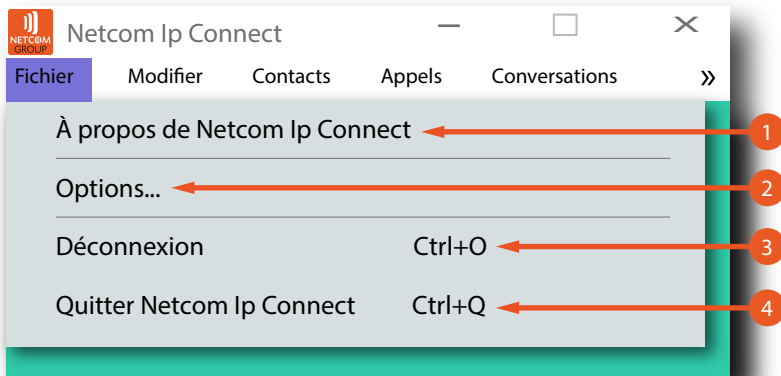 NETCOM
GROUP
Netcom Ip Connect
Fichier Modifier Contacts Appels Conversations »
À propos de Netcom Ip Connect 1
Options... 2
Déconnexion Ctrl+O 3
Quitter Netcom Ip Connect Ctrl+Q 4